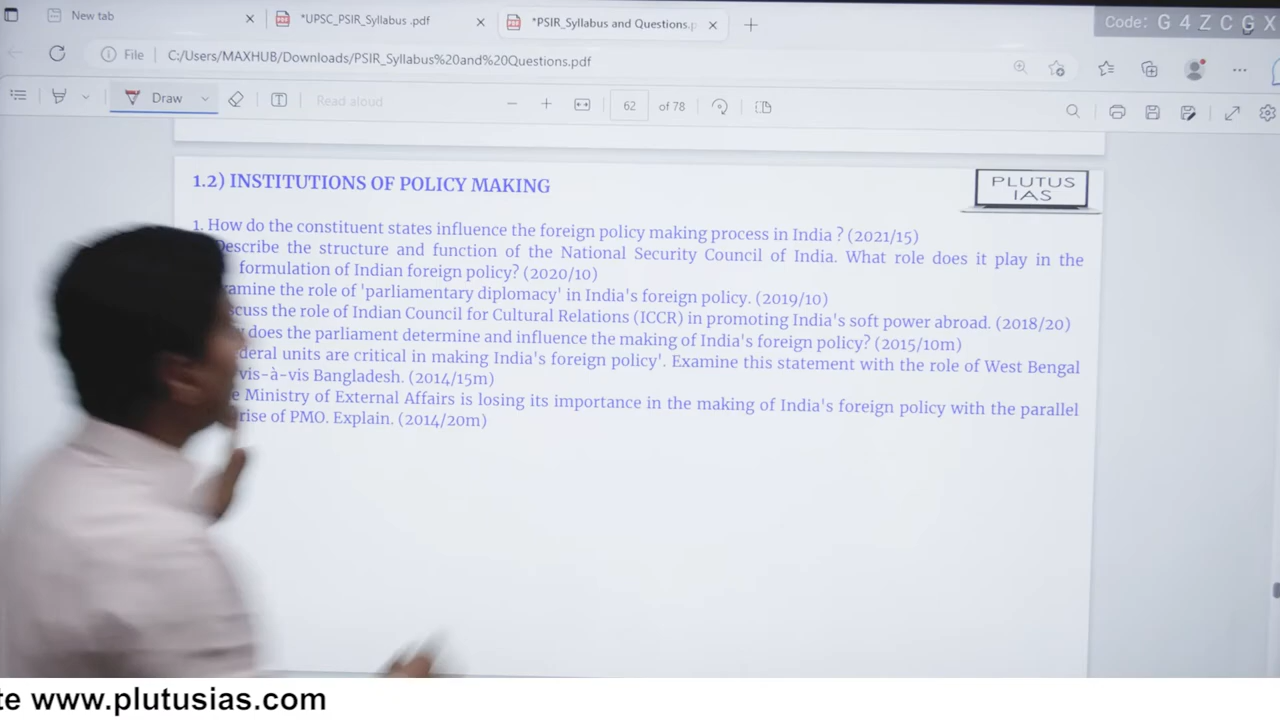 New tab
*UPSC_PSIR_Syllabus .pdf
*PSIR_Syllabus and Questions.p
Code: G 4 Z C G X
File C:/Users/MAXHUB/Downloads/PSIR_Syllabus%20and%20Questions.pdf
Draw
Read aloud
62 of 78
PLUTUS
IAS
1.2) INSTITUTIONS OF POLICY MAKING
1. How do the constituent states influence the foreign policy making process in India ? (2021/15)
Describe the structure and function of the National Security Council of India. What role does it play in the
formulation of Indian foreign policy? (2020/10)
amine the role of 'parliamentary diplomacy' in India's foreign policy. (2019/10)
scuss the role of Indian Council for Cultural Relations (ICCR) in promoting India's soft power abroad. (2018/20)
does the parliament determine and influence the making of India's foreign policy? (2015/10m)
deral units are critical in making India's foreign policy'. Examine this statement with the role of West Bengal
vis-à-vis Bangladesh. (2014/15m)
e Ministry of External Affairs is losing its importance in the making of India's foreign policy with the parallel
rise of PMO. Explain. (2014/20m)
te www.plutusias.com